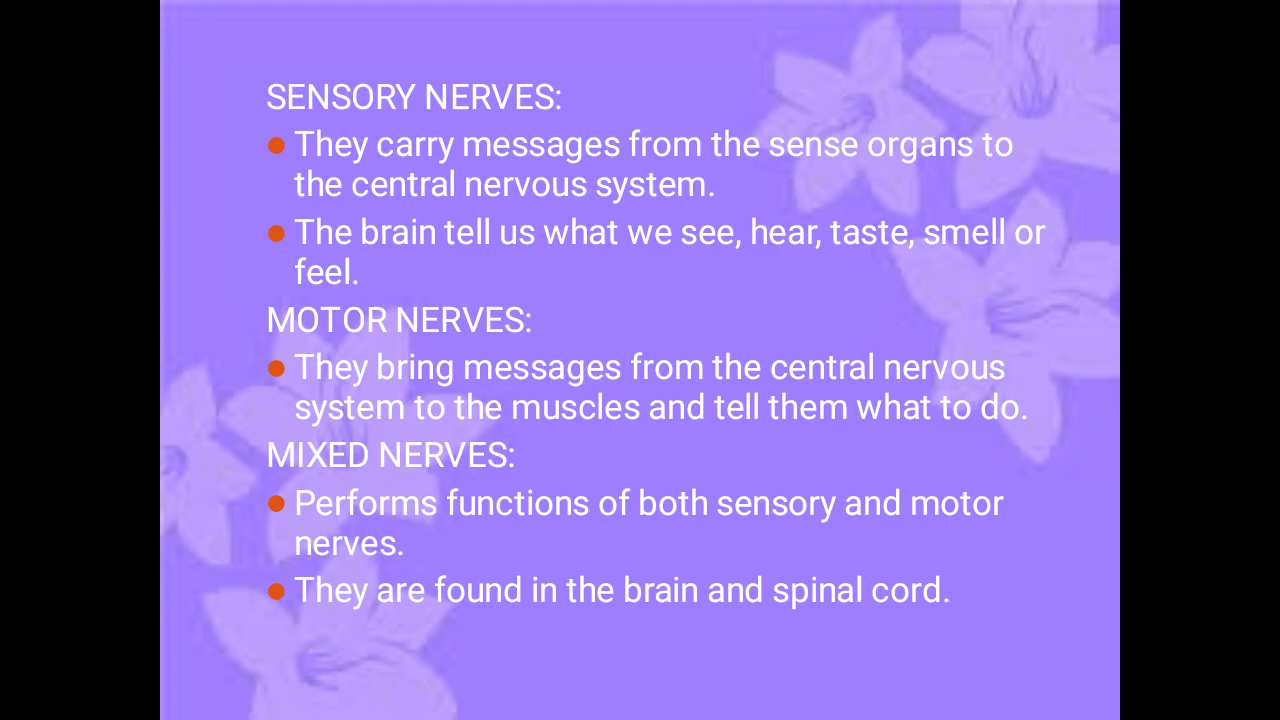 SENSORY NERVES:
• They carry messages from the sense organs to
the central nervous system.
• The brain tell us what we see, hear, taste, smell or
feel.
MOTOR NERVES:
• They bring messages from the central nervous
system to the muscles and tell them what to do.
MIXED NERVES:
• Performs functions of both sensory and motor
nerves.
• They are found in the brain and spinal cord.